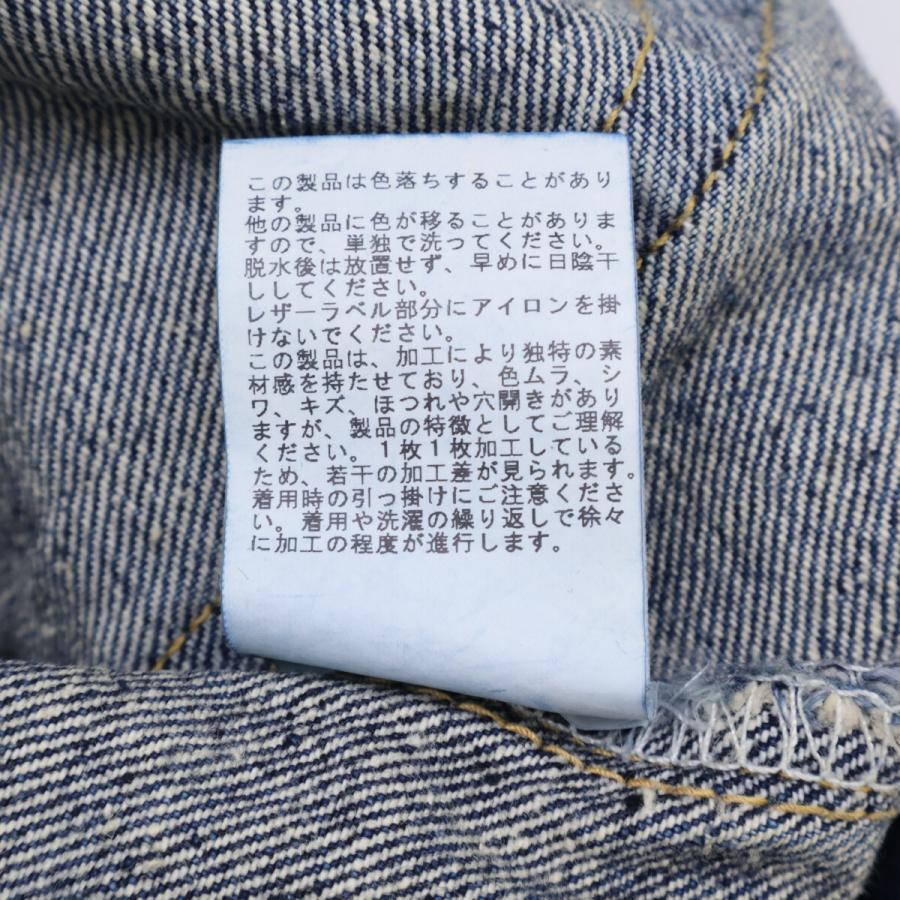 この製品は色落ちすることがあり
ます。
他の製品に色が移ることがありま
すので、単独で洗ってください。
脱水後は放置せず、早めに日陰干
ししてください。
レザーラベル部分にアイロンを掛
けないでください。
この製品は、加工により独特の素
材感を持たせており、色ムラ、シ
ワ、キズ、ほつれや穴開きがあり
ますが、製品の特徴としてご理解
ください。１枚１枚加工している
ため、若干の加工差が見られます。
着用時の引っ掛けにご注意くださ
い。着用や洗濯の繰り返しで徐々
に加工の程度が進行します。